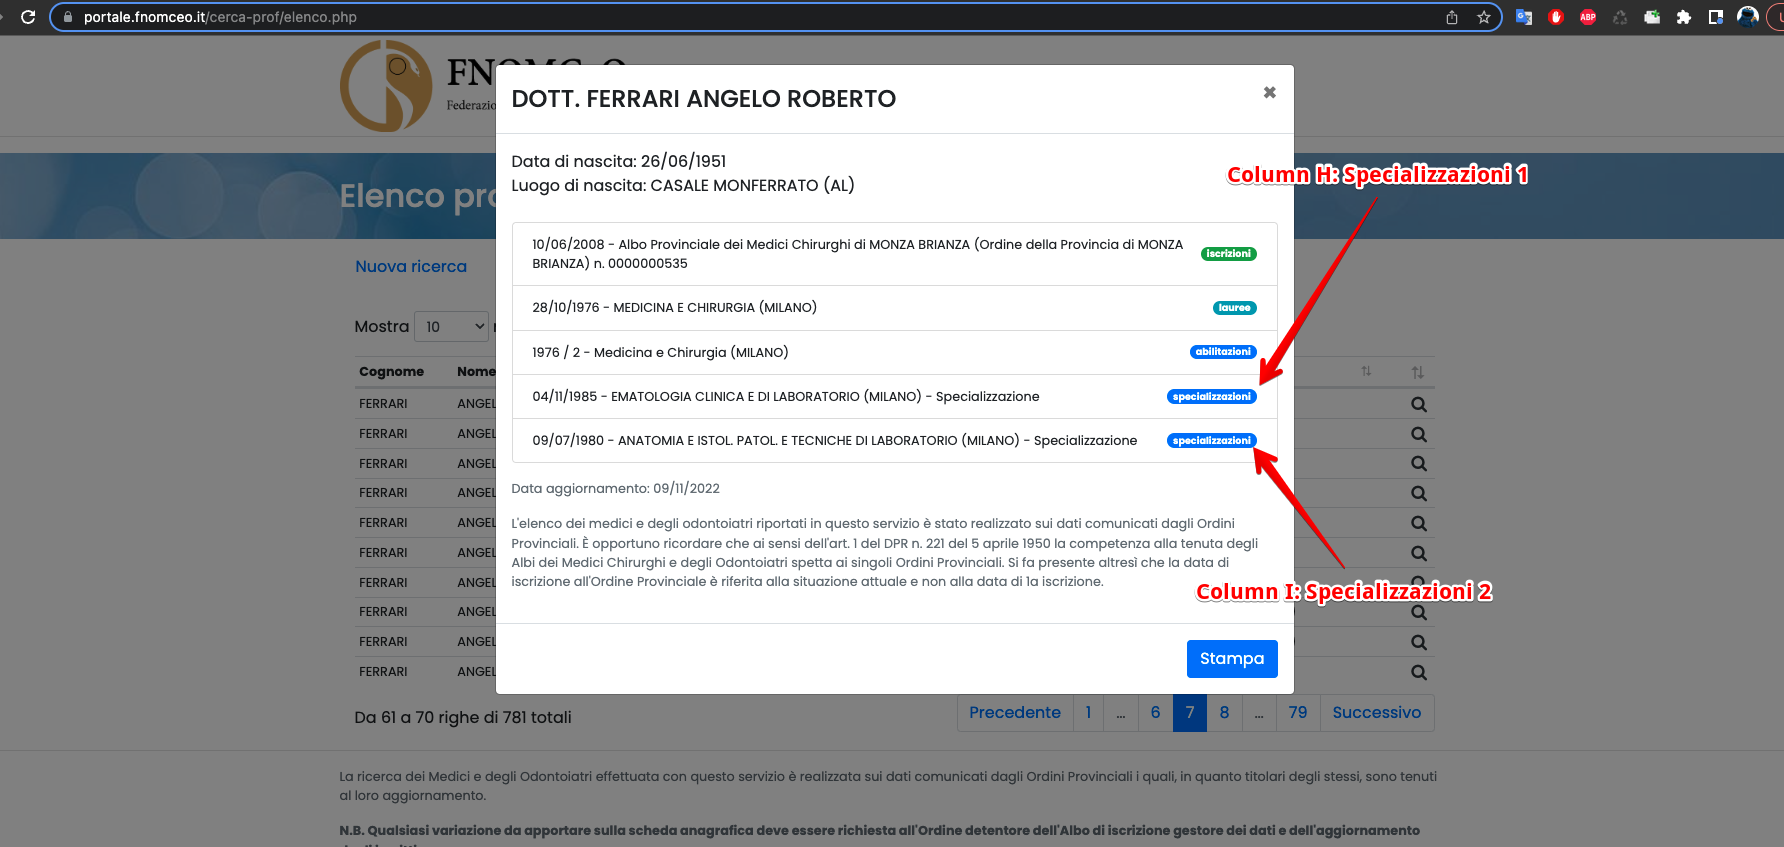 portale.fnomceo.it/cerca-prof/elenco.php
ABP
Federazio
DOTT. FERRARI ANGELO ROBERTO
Data di nascita: 26/06/1951
Luogo di nascita: CASALE MONFERRATO (AL)
Column H: Specializzazioni 1
Elenco pro
Nuova ricerca
10/06/2008 - Albo Provinciale dei Medici Chirurghi di MONZA BRIANZA (Ordine della Provincia di MONZA
BRIANZA) n. 0000000535
iscrizioni
28/10/1976 - MEDICINA E CHIRURGIA (MILANO)
lauree
Mostra 10
1976 / 2 - Medicina e Chirurgia (MILANO)
abilitazioni
Cognome Nome
04/11/1985 - EMATOLOGIA CLINICA E DI LABORATORIO (MILANO) - Specializzazione
specializzazioni
09/07/1980 - ANATOMIA E ISTOL. PATOL. E TECNICHE DI LABORATORIO (MILANO) - Specializzazione
specializzazioni
FERRARI ANGEL
FERRARI ANGEL
FERRARI ANGEL
FERRARI ANGEL
FERRARI ANGEL
FERRARI ANGEL
FERRARI ANGEL
FERRARI ANGEL
FERRARI ANGEL
FERRARI ANGEL
Data aggiornamento: 09/11/2022
L'elenco dei medici e degli odontoiatri riportati in questo servizio è stato realizzato sui dati comunicati dagli Ordini
Provinciali. È opportuno ricordare che ai sensi dell'art. 1 del DPR n. 221 del 5 aprile 1950 la competenza alla tenuta degli
Albi dei Medici Chirurghi e degli Odontoiatri spetta ai singoli Ordini Provinciali. Si fa presente altresì che la data di
iscrizione all'Ordine Provinciale è riferita alla situazione attuale e non alla data di 1a iscrizione.
Column I: Specializzazioni 2
Stampa
Da 61 a 70 righe di 781 totali
Precedente 1 ... 6 7 8 ... 79 Successivo
La ricerca dei Medici e degli Odontoiatri effettuata con questo servizio è realizzata sui dati comunicati dagli Ordini Provinciali i quali, in quanto titolari degli stessi, sono tenuti
al loro aggiornamento.
N.B. Qualsiasi variazione da apportare sulla scheda anagrafica deve essere richiesta all'Ordine detentore dell'Albo di iscrizione gestore dei dati e dell'aggiornamento